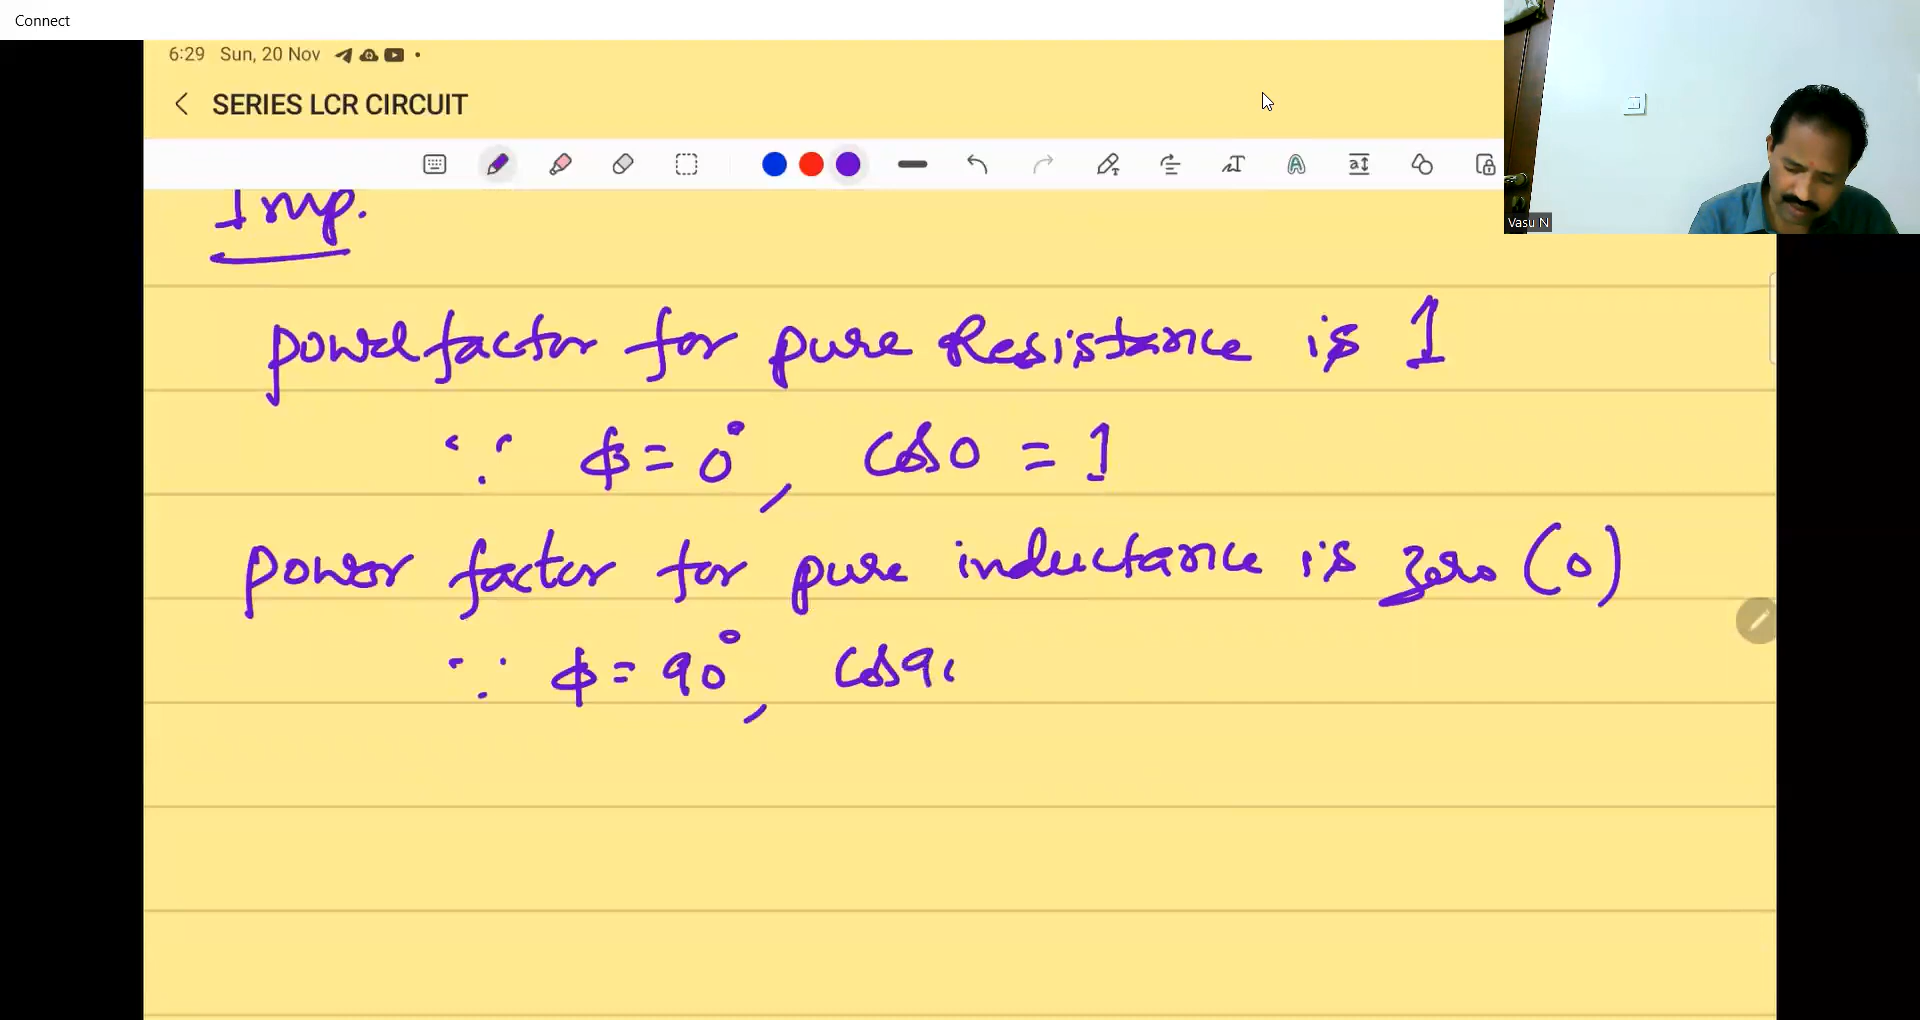 Connect
6:29 Sun, 20 Nov
SERIES LCR CIRCUIT
Vasu N
Imp.
power factor for pure Resistance is 1
∵ ϕ = 0°, cos0 = 1
power factor for pure inductance is zero (0)
∵ ϕ = 90°, cos90